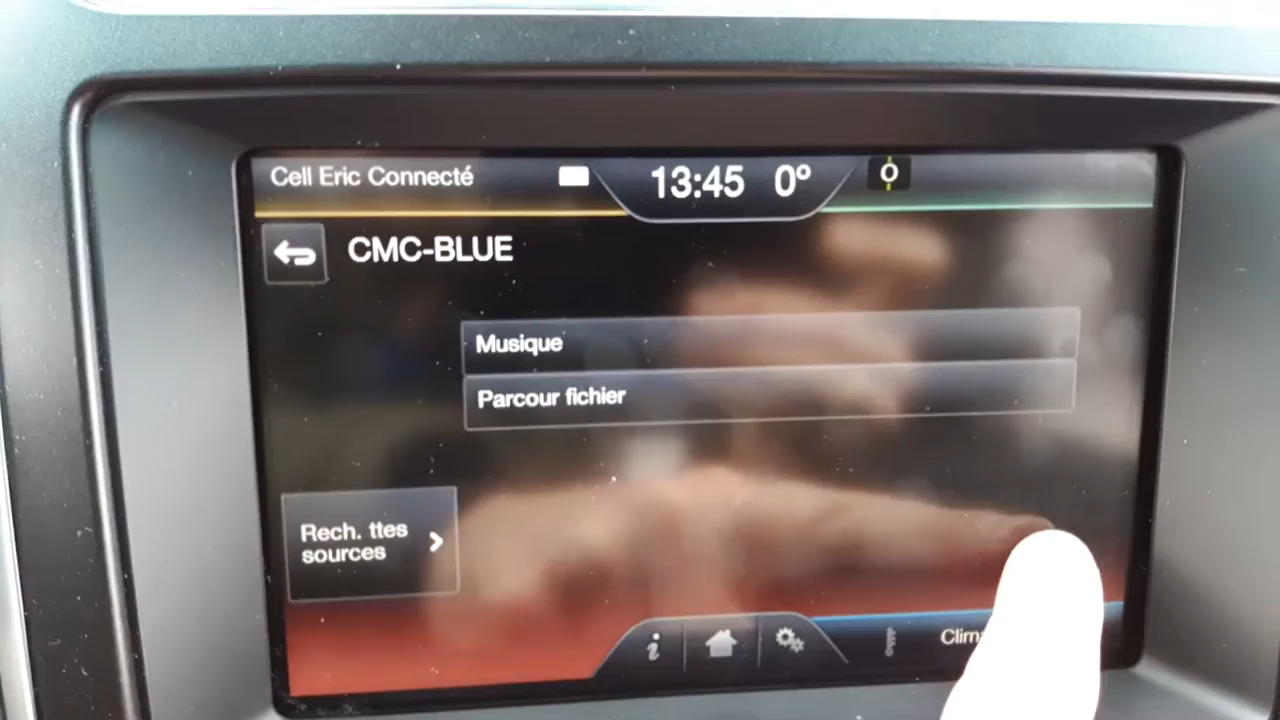 Cell Eric Connecté
13:45 0°
CMC-BLUE
Musique
Parcour fichier
Rech. ttes
sources